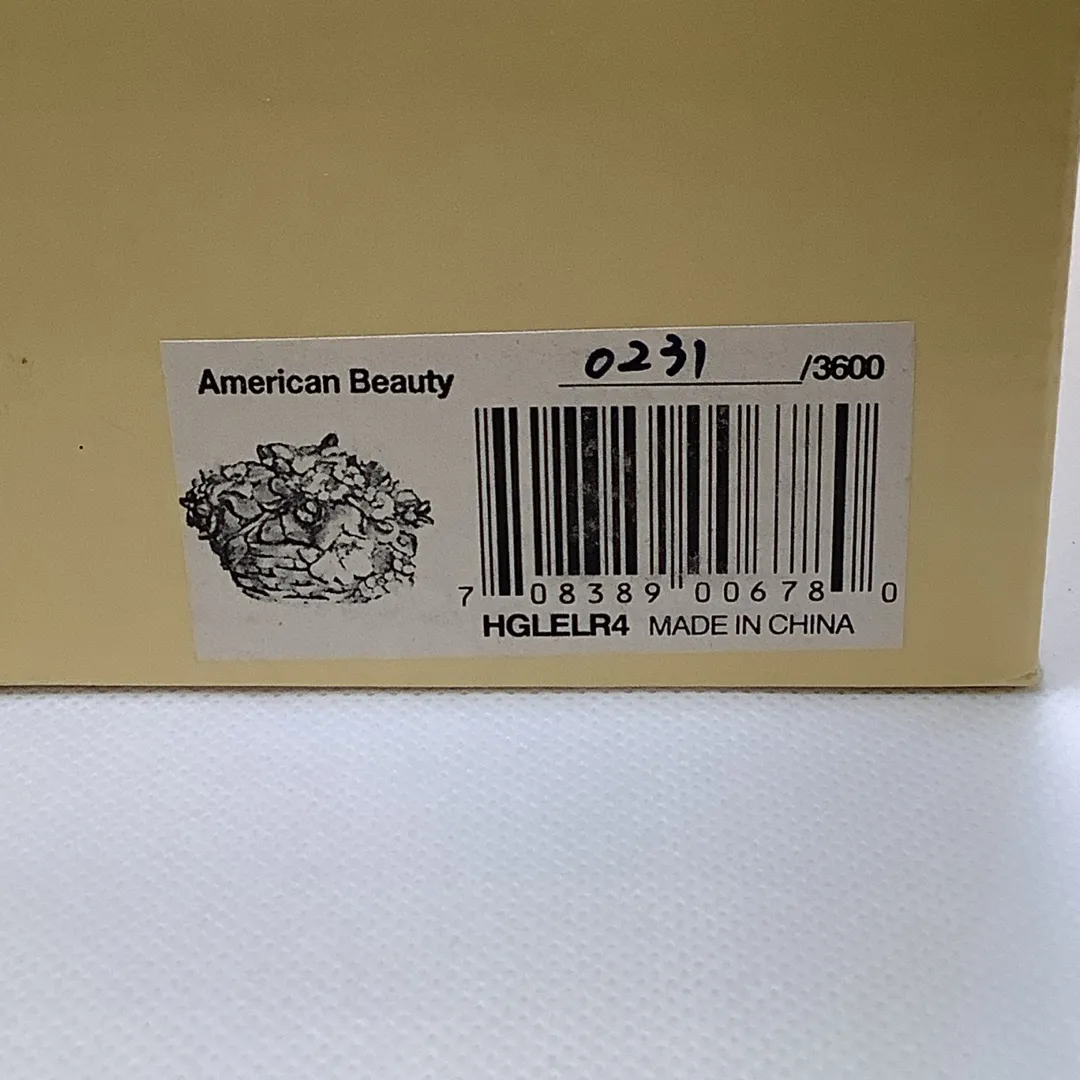 American Beauty 0231 /3600
7 08389 00678 0
HGLELR4 MADE IN CHINA